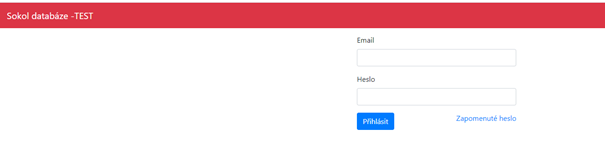 Sokol databáze -TEST
Email
Heslo
Přihlásit
Zapomenuté heslo